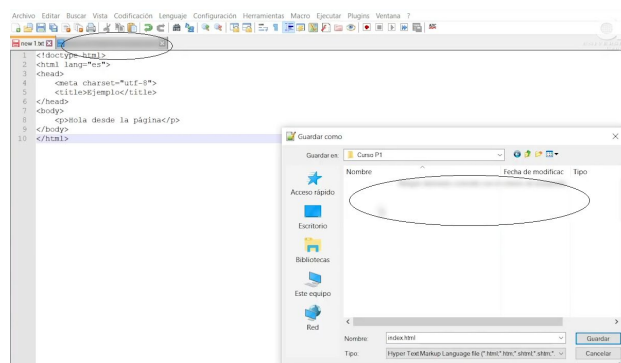 Archivo Editar Buscar Vista Codificación Lenguaje Configuración Herramientas Macro Ejecutar Plugins Ventana ?
new 1.txt
1 <!doctype html>
2 <html lang="es">
3 <head>
4 <meta charset="utf-8">
5 <title>Ejemplo</title>
6 </head>
7 <body>
8 <p>Hola desde la página</p>
9 </body>
10 </html>
Guardar como
Guardar en: Curso P1
Nombre Fecha de modificac Tipo
Acceso rápido
Escritorio
Bibliotecas
Este equipo
Red
Nombre: index.html Guardar
Tipo: Hyper Text Markup Language file (*.html;*.htm;*.shtml;*.shtm;* Cancelar